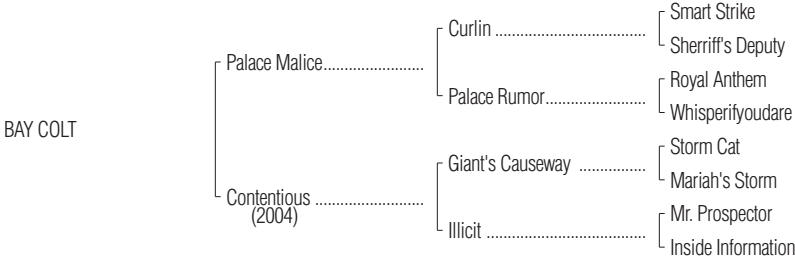 Smart Strike
Curlin ....................................
Sherriff's Deputy
Palace Malice........................
Royal Anthem
Palace Rumor........................
Whisperifyoudare
BAY COLT
Storm Cat
Giant's Causeway ................
Mariah's Storm
Contentious ..........................
(2004)
Mr. Prospector
Illicit ......................................
Inside Information